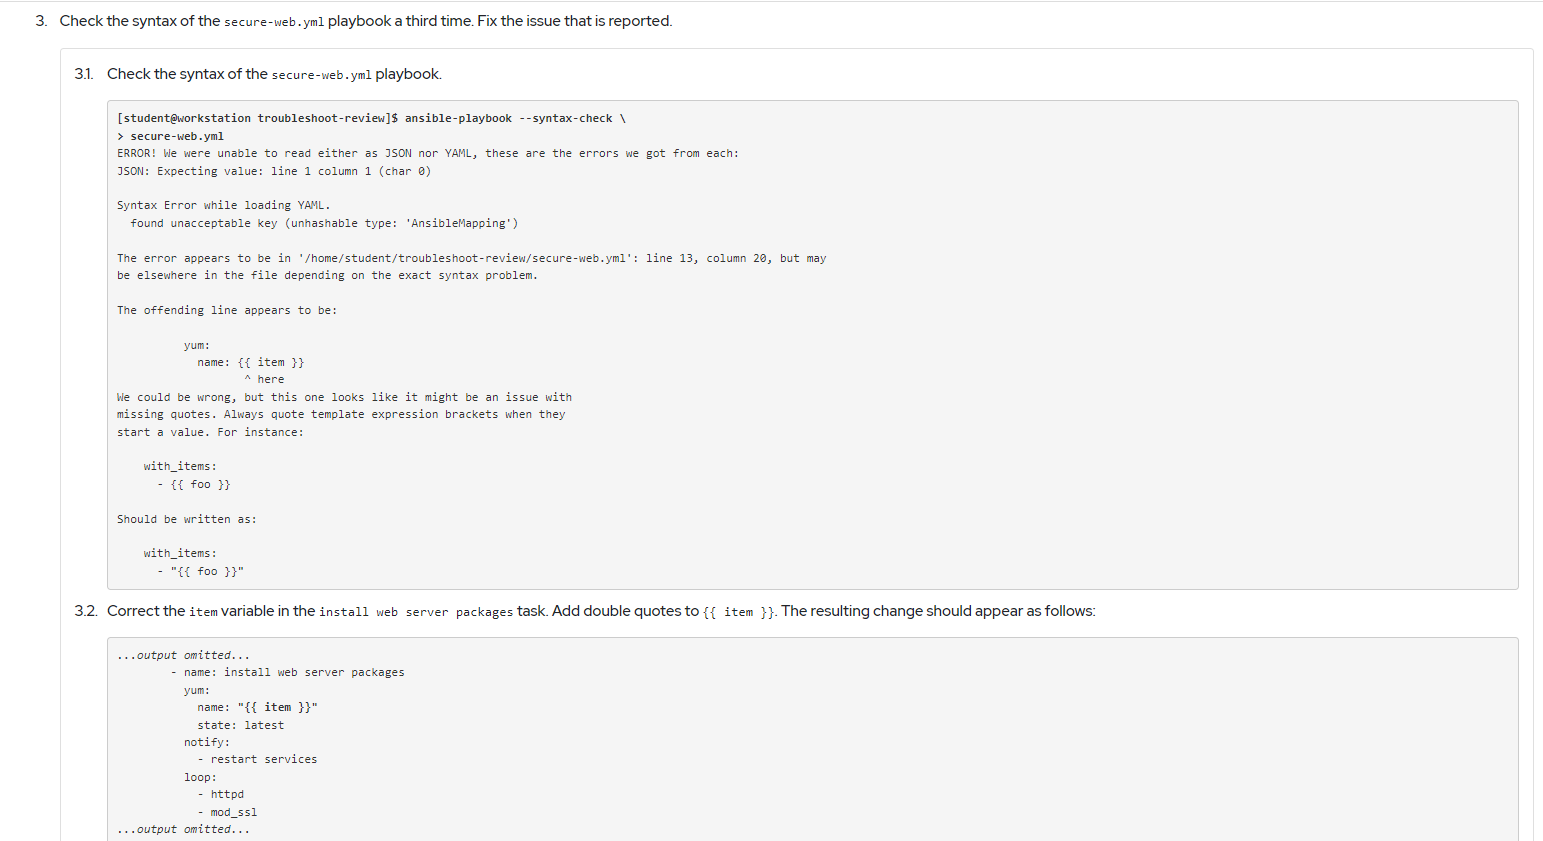 3. Check the syntax of the secure-web.yml playbook a third time. Fix the issue that is reported.
3.1. Check the syntax of the secure-web.yml playbook.
[student@workstation troubleshoot-review]$ ansible-playbook --syntax-check \
> secure-web.yml
ERROR! We were unable to read either as JSON nor YAML, these are the errors we got from each:
JSON: Expecting value: line 1 column 1 (char 0)
Syntax Error while loading YAML.
  found unacceptable key (unhashable type: 'AnsibleMapping')
The error appears to be in '/home/student/troubleshoot-review/secure-web.yml': line 13, column 20, but may
be elsewhere in the file depending on the exact syntax problem.
The offending line appears to be:
          yum:
            name: {{ item }}
                   ^ here
We could be wrong, but this one looks like it might be an issue with
missing quotes. Always quote template expression brackets when they
start a value. For instance:
    with_items:
      - {{ foo }}
Should be written as:
    with_items:
      - "{{ foo }}"
3.2. Correct the item variable in the install web server packages task. Add double quotes to {{ item }}. The resulting change should appear as follows:
...output omitted...
        - name: install web server packages
          yum:
            name: "{{ item }}"
            state: latest
          notify:
            - restart services
          loop:
            - httpd
            - mod_ssl
...output omitted...